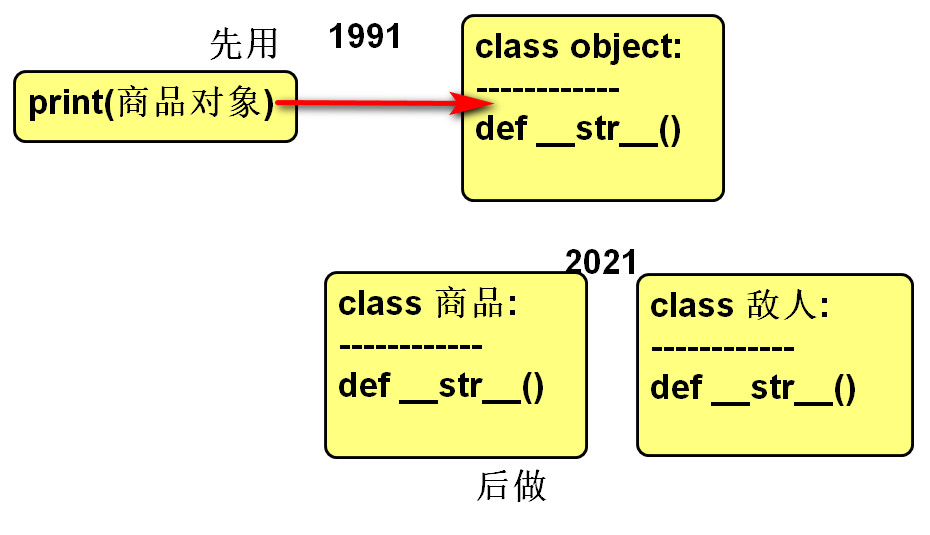 先用
1991
print(商品对象)
class object:
------------
def __str__()
2021
class 商品:
------------
def __str__()
class 敌人:
------------
def __str__()
后做